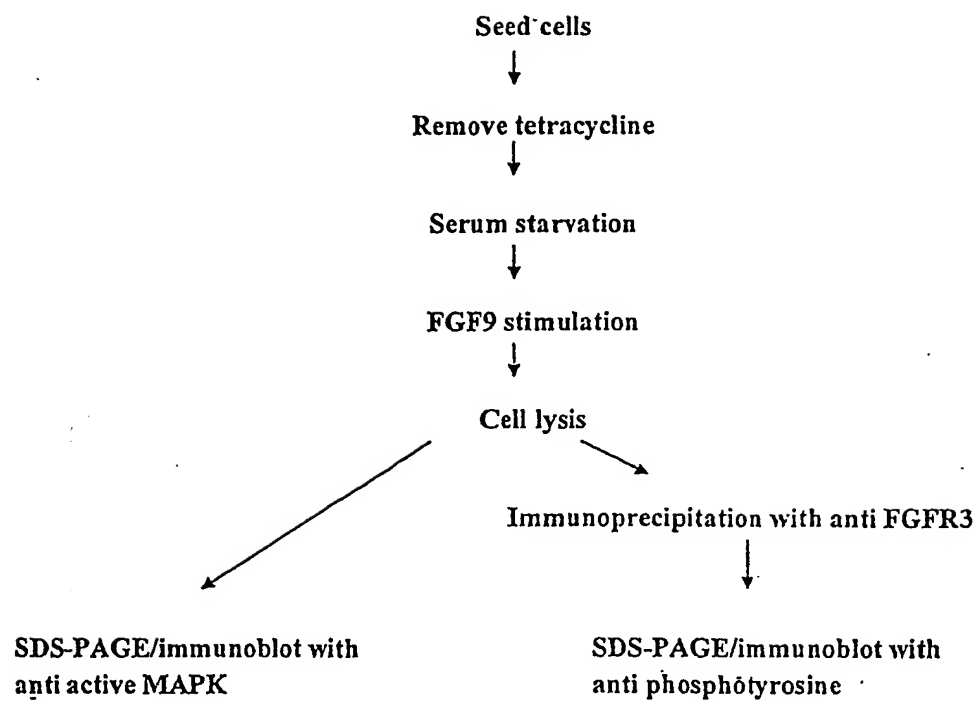 Seed cells
Remove tetracycline
Serum starvation
FGF9 stimulation
Cell lysis
Immunoprecipitation with anti FGFR3
SDS-PAGE/immunoblot with
anti active MAPK
SDS-PAGE/immunoblot with
anti phosphotyrosine